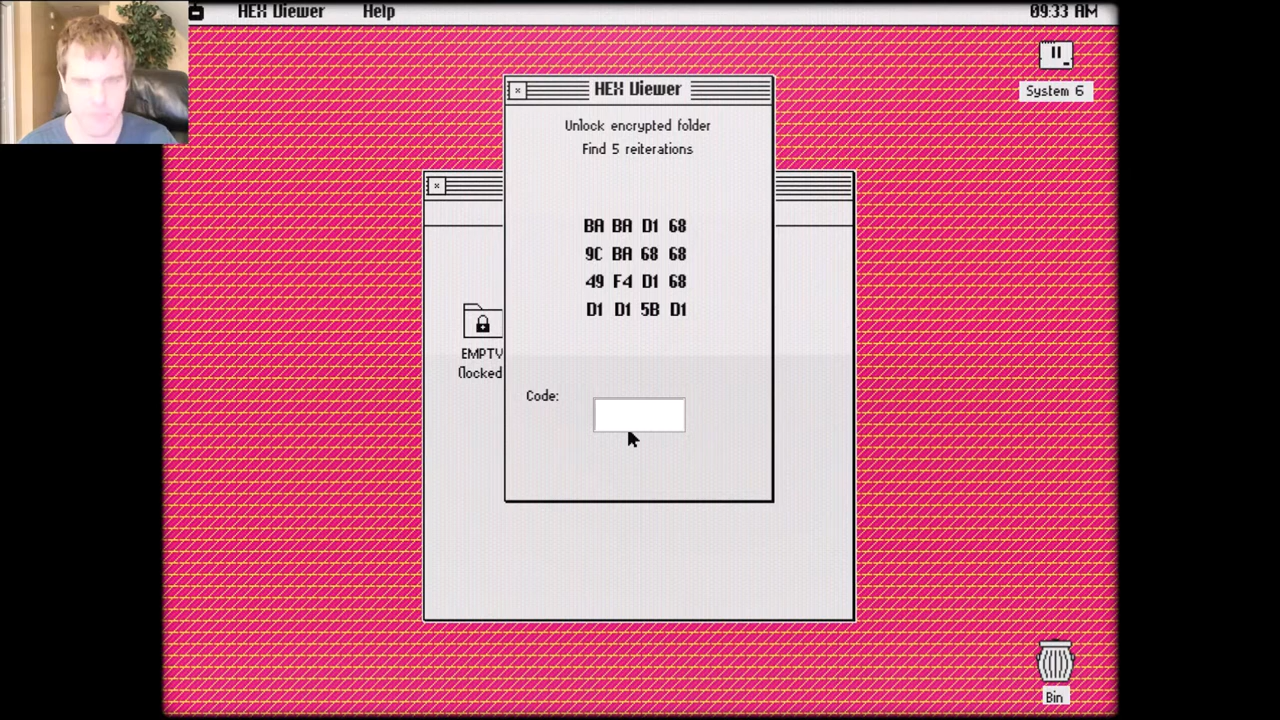 HEX Viewer Help 09:33 AM
System 6
HEX Viewer
Unlock encrypted folder
Find 5 reiterations
BA BA D1 68
9C BA 68 68
49 F4 D1 68
D1 D1 5B D1
EMPTY
(locked
Code:
Bin